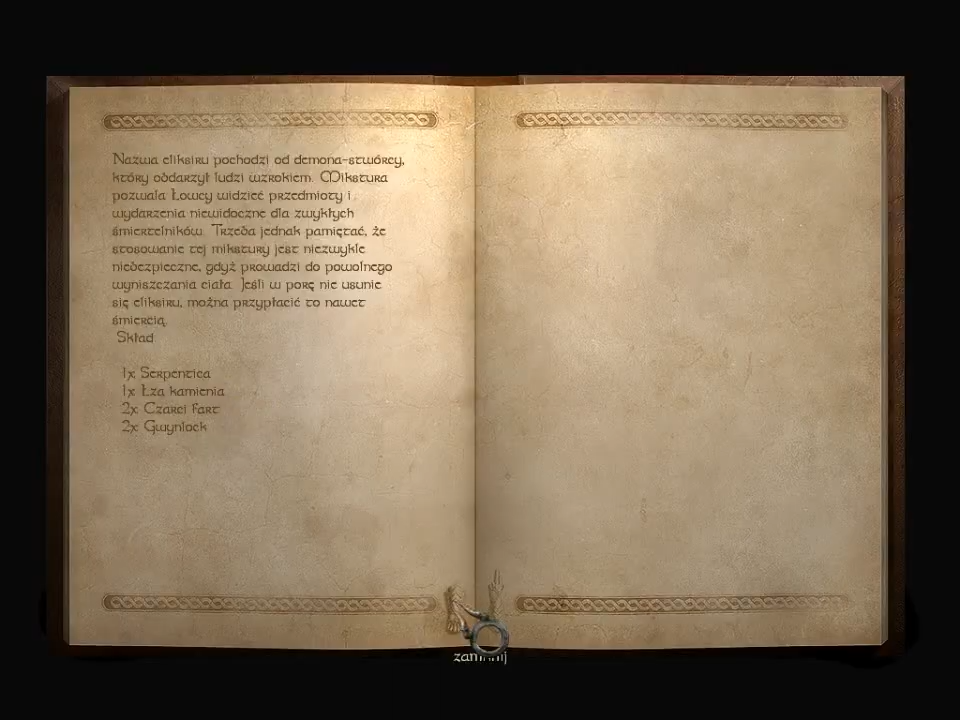 Nazwa eliksiru pochodzi od demona-stwórcy,
który obdarzył ludzi wzrokiem. Mikstura
pozwala Łowcy widzieć przedmioty i
wydarzenia niewidoczne dla zwykłych
śmiertelników. Trzeba jednak pamiętać, że
stosowanie tej mikstury jest niezwykle
niebezpieczne, gdyż prowadzi do powolnego
wyniszczania ciała. Jeśli w porę nie usunie
się eliksiru, można przypłacić to nawet
śmiercią.
Skład:
1x Serpentica
1x Łza kamienia
2x Czarci fart
2x Gwynlock
zamknij